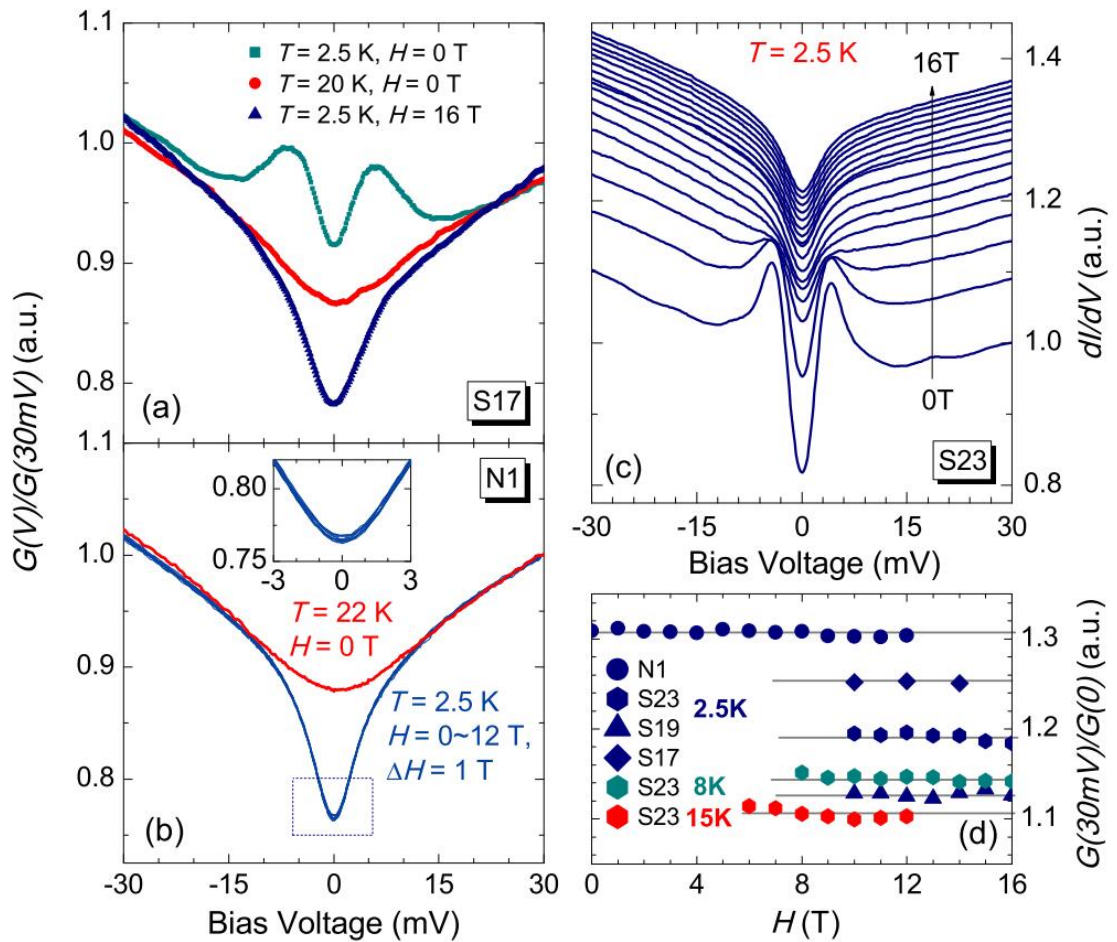 G(V)/G(30mV) (a.u.)
1.1
1.0
0.9
0.8
T = 2.5 K, H = 0 T
T = 20 K, H = 0 T
T = 2.5 K, H = 16 T
(a)
S17
1.1
1.0
0.9
0.8
N1
0.80
0.75
-3 0 3
T = 22 K
H = 0 T
T = 2.5 K
H = 0~12 T,
ΔH = 1 T
(b)
-30 -15 0 15 30
Bias Voltage (mV)
T = 2.5 K
16T
0T
(c)
S23
1.4
1.2
1.0
0.8
dI/dV (a.u.)
-30 -15 0 15 30
Bias Voltage (mV)
N1
S23
S19
S17
2.5K
S23 8K
S23 15K
(d)
1.3
1.2
1.1
G(30mV)/G(0) (a.u.)
0 4 8 12 16
H (T)